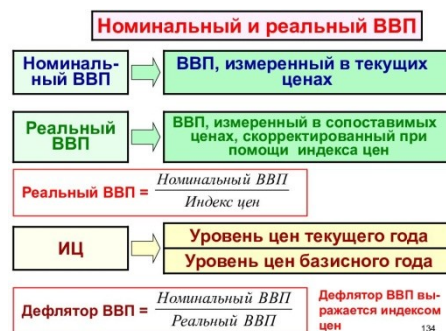 Номинальный и реальный ВВП
Номиналь-
ный ВВП
ВВП, измеренный в текущих
ценах
Реальный
ВВП
ВВП, измеренный в сопоставимых
ценах, скорректированный при
помощи индекса цен
Реальный ВВП = Номинальный ВВП
Индекс цен
ИЦ
Уровень цен текущего года
Уровень цен базисного года
Дефлятор ВВП = Номинальный ВВП
Реальный ВВП
Дефлятор ВВП вы-
ражается индексом
цен
134